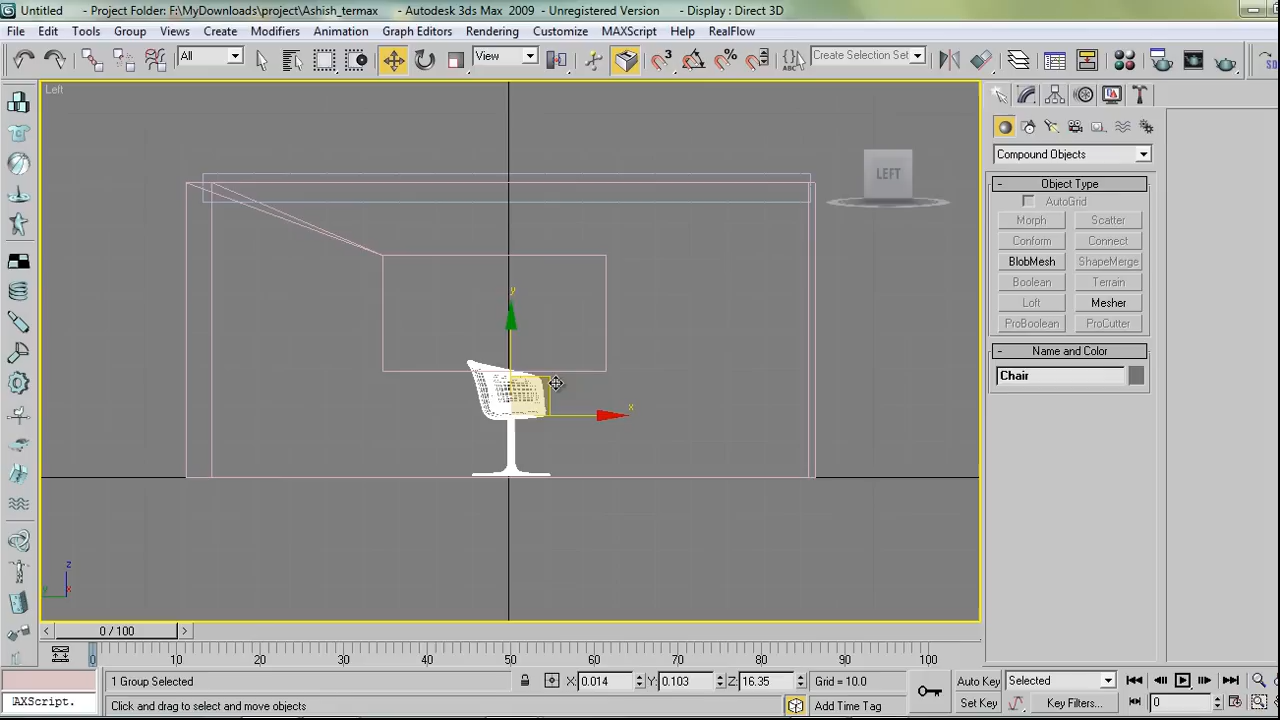 Untitled - Project Folder: F:\MyDownloads\project\Ashish_termax - Autodesk 3ds Max 2009 - Unregistered Version - Display : Direct 3D
File Edit Tools Group Views Create Modifiers Animation Graph Editors Rendering Customize MAXScript Help RealFlow
All View Create Selection Set
Left
LEFT
Compound Objects
- Object Type
AutoGrid
Morph Scatter
Conform Connect
BlobMesh ShapeMerge
Boolean Terrain
Loft Mesher
ProBoolean ProCutter
- Name and Color
Chair
y
x
z
y x
< 0 / 100 >
0 10 20 30 40 50 60 70 80 90 100
1 Group Selected X: 0.014 Y: 0.103 Z: 16.35 Grid = 10.0 Auto Key Selected
AXScript. Click and drag to select and move objects Add Time Tag Set Key Key Filters... 0